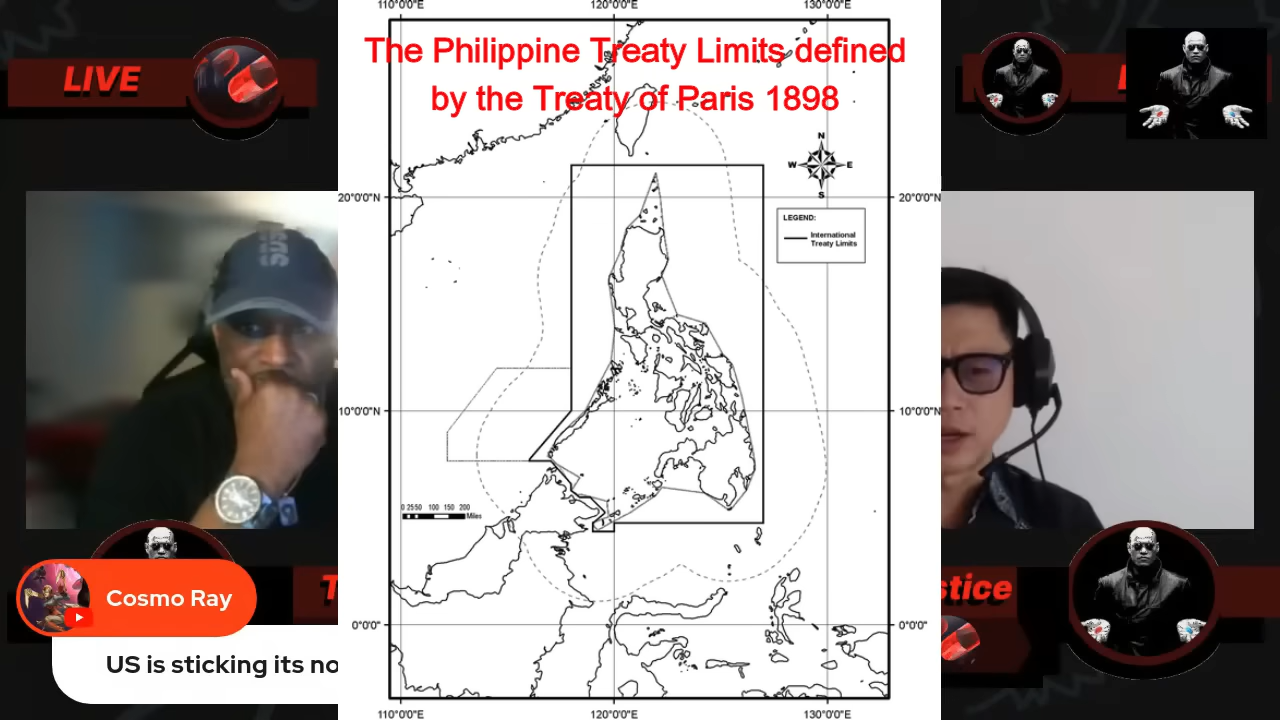 110°0'0"E
120°0'0"E
130°0'0"E
The Philippine Treaty Limits defined
by the Treaty of Paris 1898
LIVE
N
W
E
S
20°0'0"N
20°0'0"N
LEGEND:
International
Treaty Limits
10°0'0"N
10°0'0"N
0 25 50 100 150 200
Miles
Cosmo Ray
US is sticking its no
T
stice
0°0'0"
0°0'0"
110°0'0"E
120°0'0"E
130°0'0"E